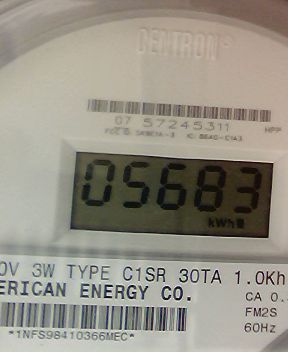 CENTRON®
07 57245311
HPP
05683
kWh
0V 3W TYPE C1SR 30TA 1.0Kh
ERICAN ENERGY CO.
CA 0.
FM2S
*1NFS98410366MEC*
60Hz